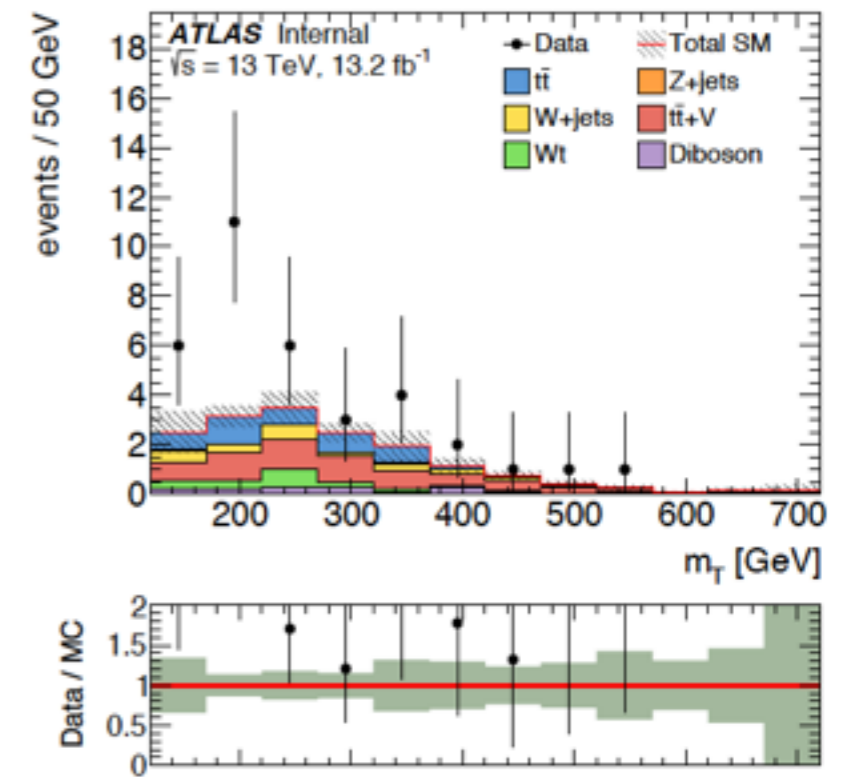 ATLAS Internal
√s = 13 TeV, 13.2 fb⁻¹
Data
Total SM
tt̄
Z+jets
W+jets
tt̄+V
Wt
Diboson
events / 50 GeV
18
16
14
12
10
8
6
4
2
0
200 300 400 500 600 700
m_T [GeV]
Data / MC
2
1.5
1
0.5
0